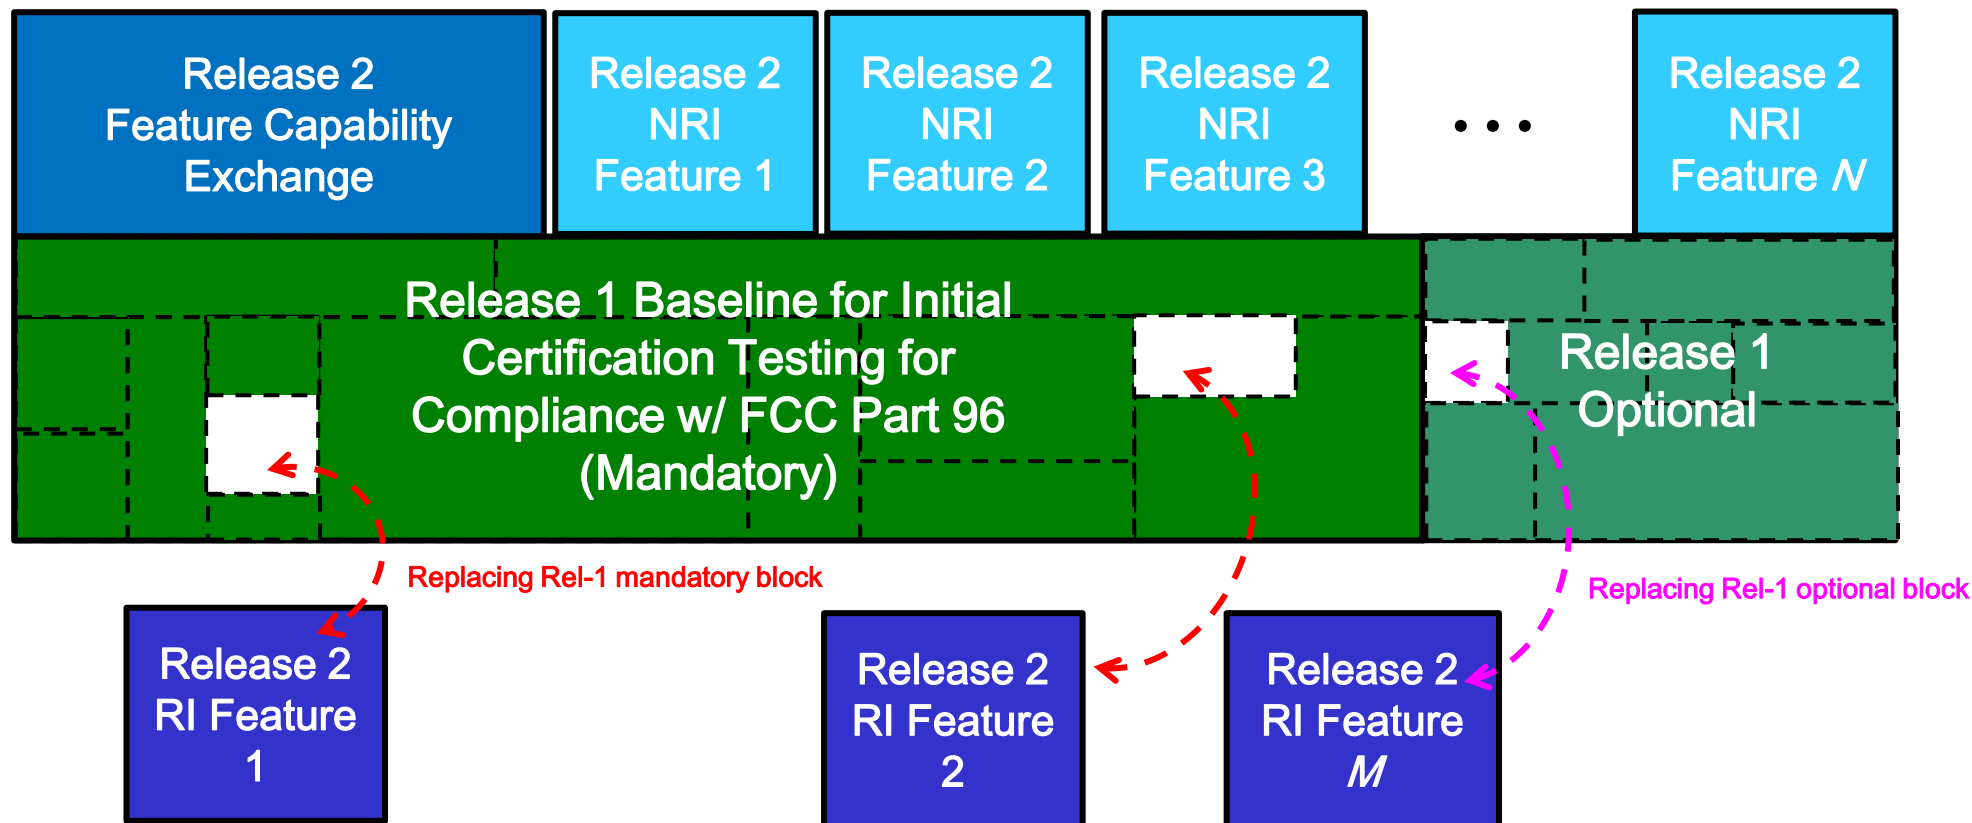 Release 2
Feature Capability
Exchange
Release 2
NRI
Feature 1
Release 2
NRI
Feature 2
Release 2
NRI
Feature 3
...
Release 2
NRI
Feature N
Release 1 Baseline for Initial
Certification Testing for
Compliance w/ FCC Part 96
(Mandatory)
Release 1
Optional
Replacing Rel-1 mandatory block
Replacing Rel-1 optional block
Release 2
RI Feature
1
Release 2
RI Feature
2
Release 2
RI Feature
M